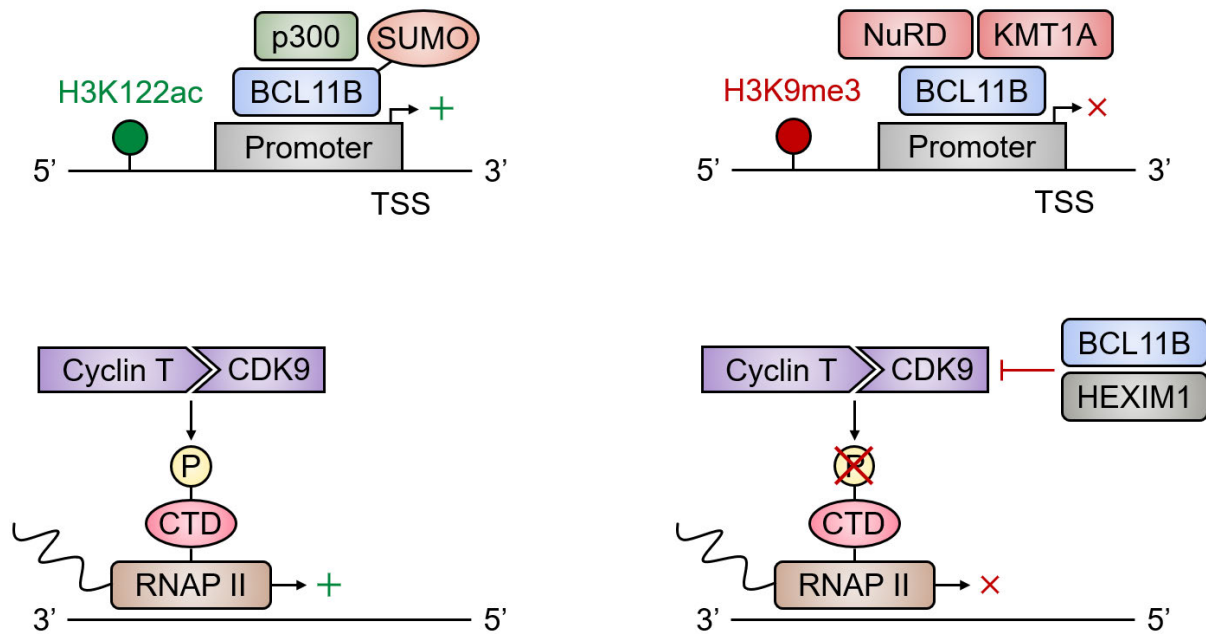 p300
SUMO
BCL11B
H3K122ac
+
Promoter
5’
3’
TSS
NuRD
KMT1A
BCL11B
H3K9me3
×
Promoter
5’
3’
TSS
Cyclin T
CDK9
P
CTD
RNAP II
+
3’
5’
Cyclin T
CDK9
BCL11B
HEXIM1
P
CTD
RNAP II
×
3’
5’